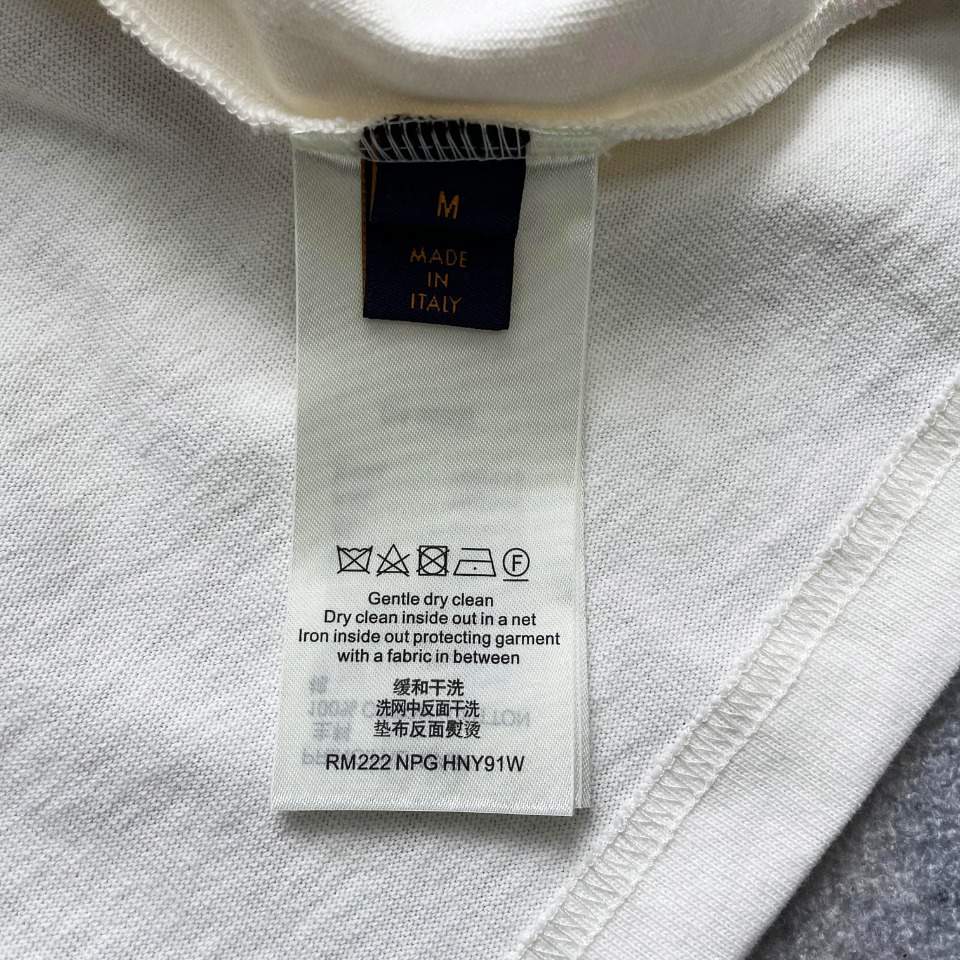 M
MADE
IN
ITALY
F
Gentle dry clean
Dry clean inside out in a net
Iron inside out protecting garment
with a fabric in between
缓和干洗
洗网中反面干洗
垫布反面熨烫
RM222 NPG HNY91W